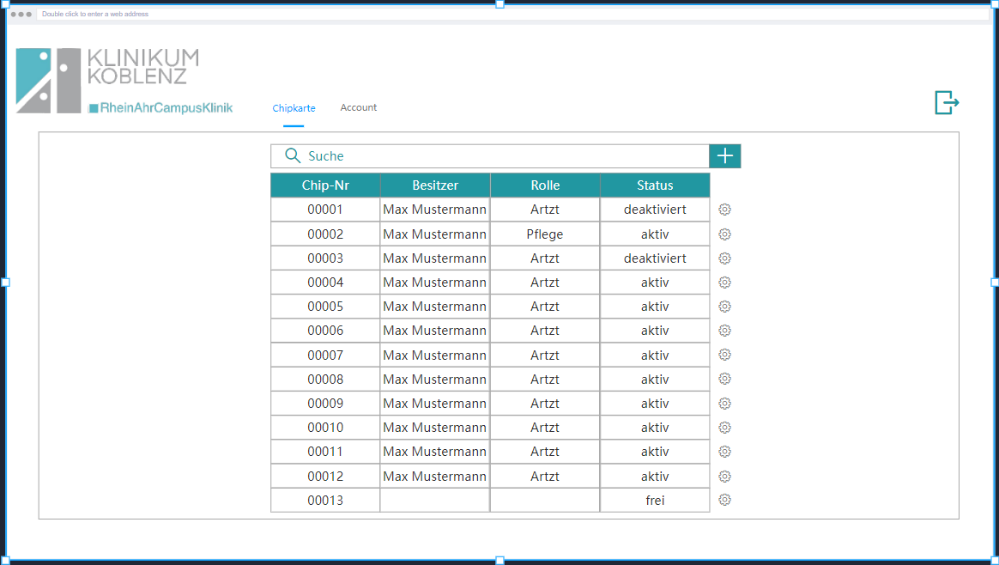 Double click to enter a web address
KLINIKUM
KOBLENZ
RheinAhrCampusKlinik
Chipkarte Account
Suche
Chip-Nr Besitzer Rolle Status
00001 Max Mustermann Artzt deaktiviert
00002 Max Mustermann Pflege aktiv
00003 Max Mustermann Artzt deaktiviert
00004 Max Mustermann Artzt aktiv
00005 Max Mustermann Artzt aktiv
00006 Max Mustermann Artzt aktiv
00007 Max Mustermann Artzt aktiv
00008 Max Mustermann Artzt aktiv
00009 Max Mustermann Artzt aktiv
00010 Max Mustermann Artzt aktiv
00011 Max Mustermann Artzt aktiv
00012 Max Mustermann Artzt aktiv
00013 frei